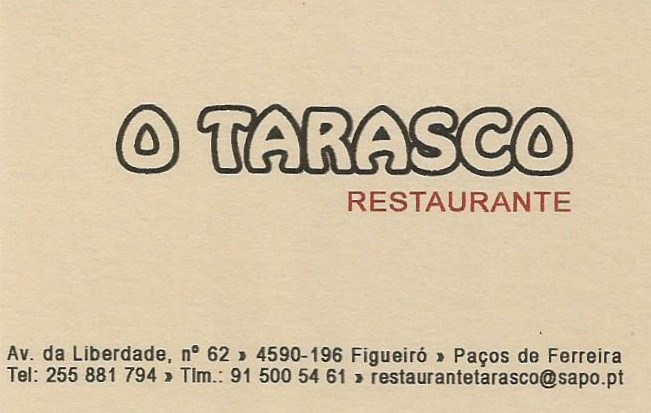 O TARASCO
RESTAURANTE
Av. da Liberdade, nº 62 » 4590-196 Figueiró » Paços de Ferreira
Tel: 255 881 794 » Tlm.: 91 500 54 61 » restaurantetarasco@sapo.pt